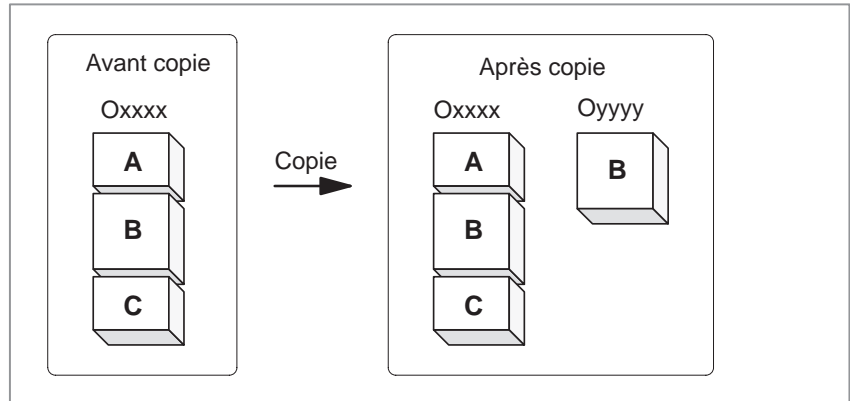 Avant copie
Oxxxx
A
B
C
Copie
Après copie
Oxxxx Oyyyy
A B
B
C